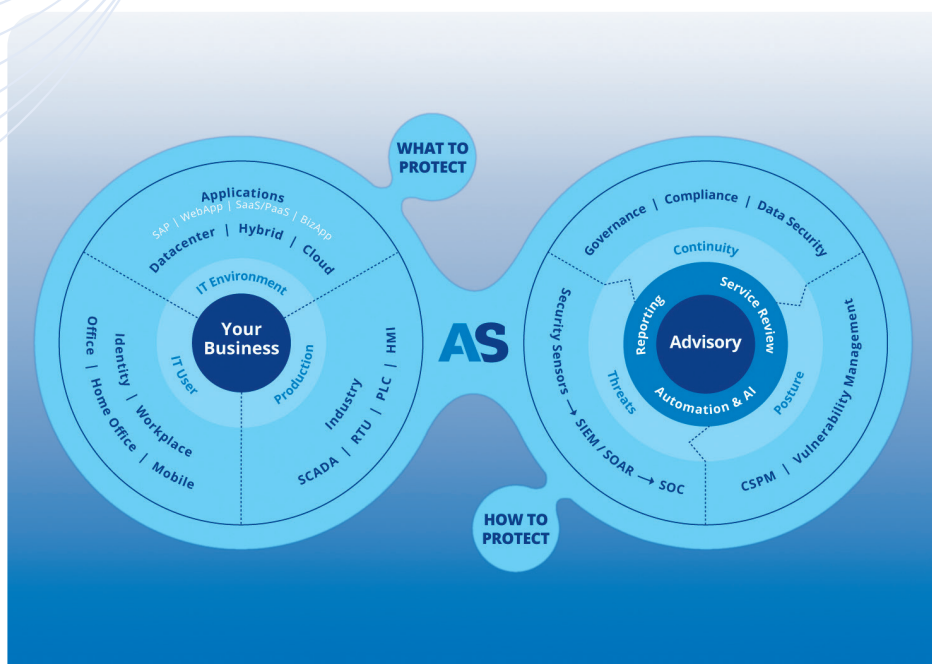 WHAT TO
PROTECT
Applications
SAP | WebApp | SaaS/PaaS | BizApp
Datacenter | Hybrid | Cloud
IT Environment
Your
Business
IT User
Production
Identity | Workplace
Office | Home Office | Mobile
Industry
SCADA | RTU | PLC | HMI
AS
Governance | Compliance | Data Security
Continuity
Reporting
Service Review
Advisory
Automation & AI
Threats
Posture
Security Sensors → SIEM/SOAR → SOC
CSPM | Vulnerability Management
HOW TO
PROTECT